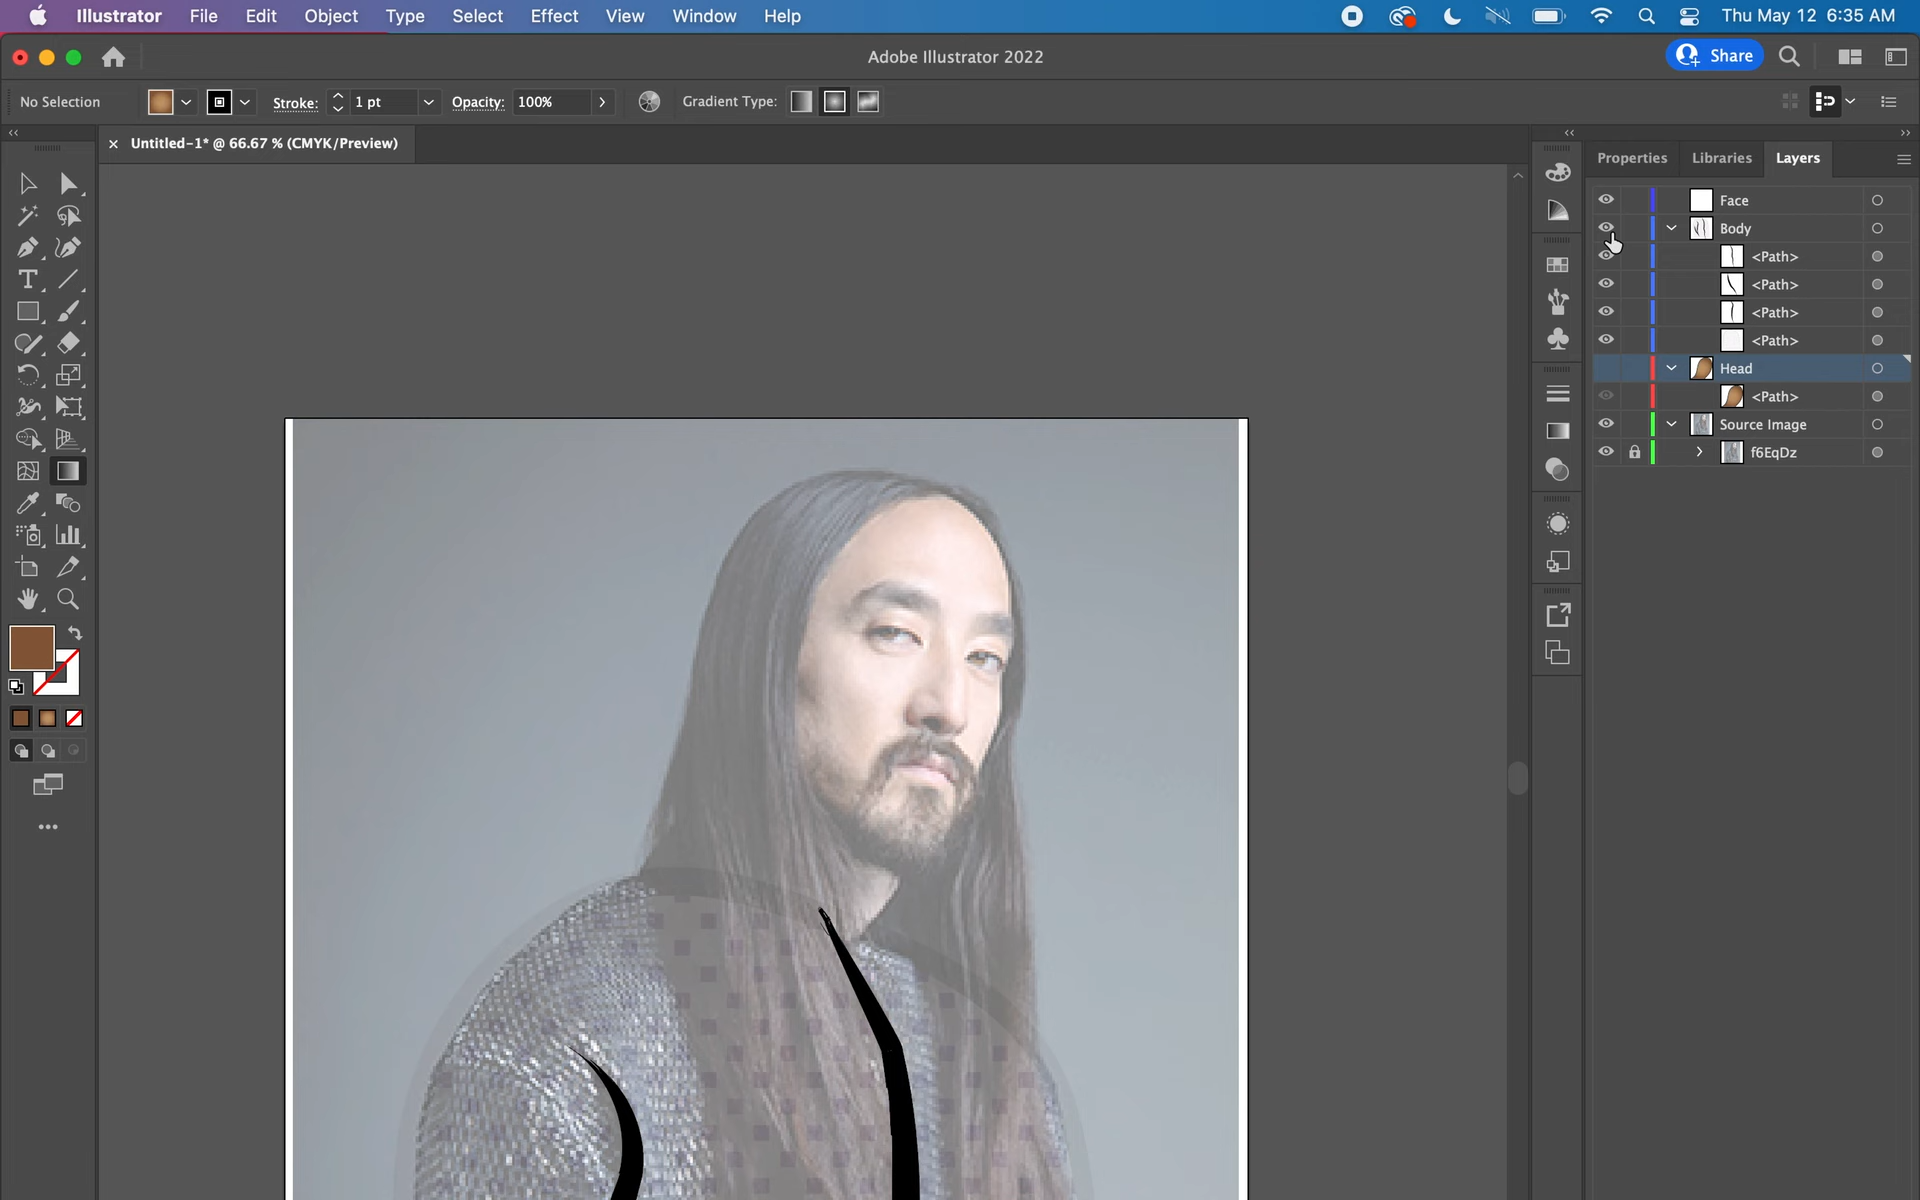 Illustrator File Edit Object Type Select Effect View Window Help Thu May 12 6:35 AM
Adobe Illustrator 2022 Share
No Selection Stroke: 1 pt Opacity: 100% Gradient Type:
Untitled-1* @ 66.67 % (CMYK/Preview)
Properties Libraries Layers
Face
Body
<Path>
<Path>
<Path>
<Path>
Head
<Path>
Source Image
f6EqDz